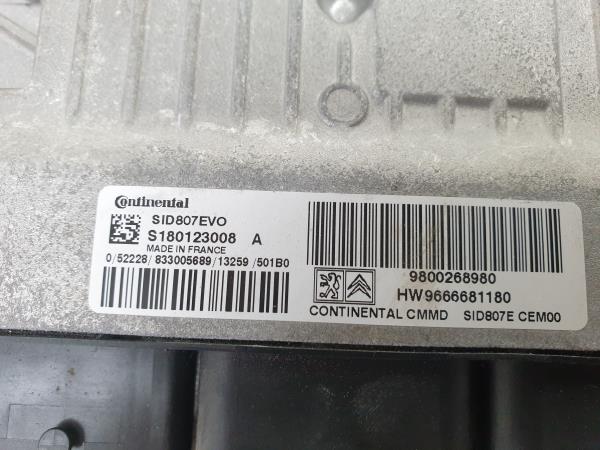 Continental
SID807EVO
S180123008 A
MADE IN FRANCE
0/52228/833005689/13259/501B0
9800268980
HW9666681180
CONTINENTAL CMMD SID807E CEM00